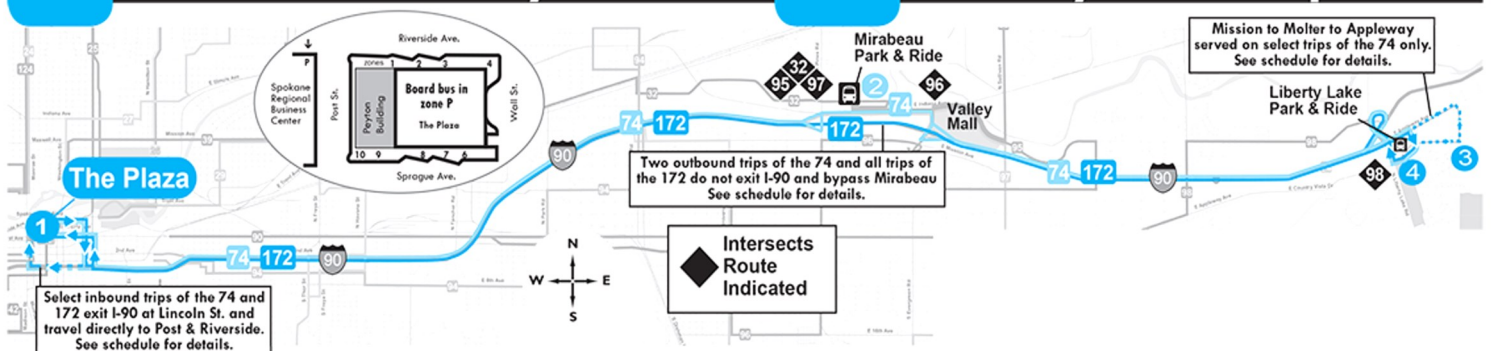 Riverside Ave.
P
zones 1 2 3 4
Spokane
Regional
Business
Center
Post St.
Peyton
Building
Board bus in
zone P
The Plaza
Wall St.
10 9 8 7 6
Sprague Ave.
Mirabeau
Park & Ride
32
95 97
2
96
74
Valley
Mall
Mission to Molter to Appleway
served on select trips of the 74 only.
See schedule for details.
Liberty Lake
Park & Ride
74 172
172
90
Two outbound trips of the 74 and all trips of
the 172 do not exit I-90 and bypass Mirabeau
See schedule for details.
74 172
90
98
4
3
The Plaza
1
74 172
90
N
W E
S
Intersects
Route
Indicated
Select inbound trips of the 74 and
172 exit I-90 at Lincoln St. and
travel directly to Post & Riverside.
See schedule for details.